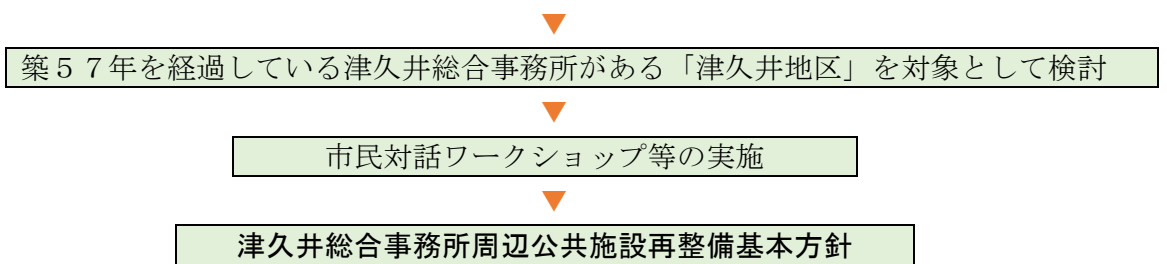 築５７年を経過している津久井総合事務所がある「津久井地区」を対象として検討
市民対話ワークショップ等の実施
津久井総合事務所周辺公共施設再整備基本方針